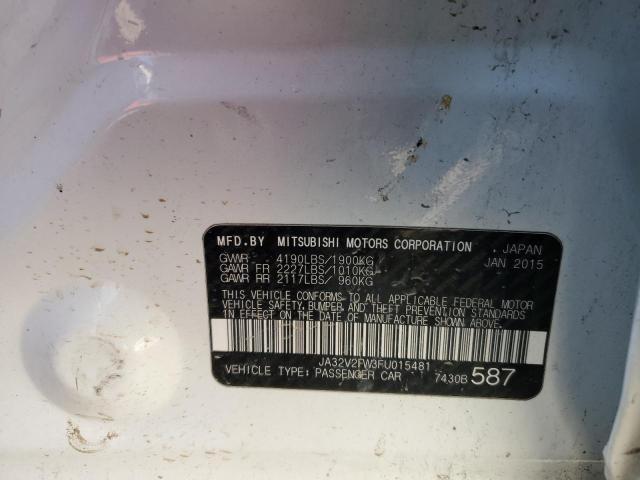 MFD.BY MITSUBISHI MOTORS CORPORATION JAPAN
GVWR 4190LBS/1900KG JAN 2015
GAWR FR 2227LBS/1010KG
GAWR RR 2117LBS/ 960KG
THIS VEHICLE CONFORMS TO ALL APPLICABLE FEDERAL MOTOR
VEHICLE SAFETY, BUMPER, AND THEFT PREVENTION STANDARDS
IN EFFECT ON THE DATE OF MANUFACTURE SHOWN ABOVE.
JA32V2FW3FU015481
VEHICLE TYPE: PASSENGER CAR 7430B 587